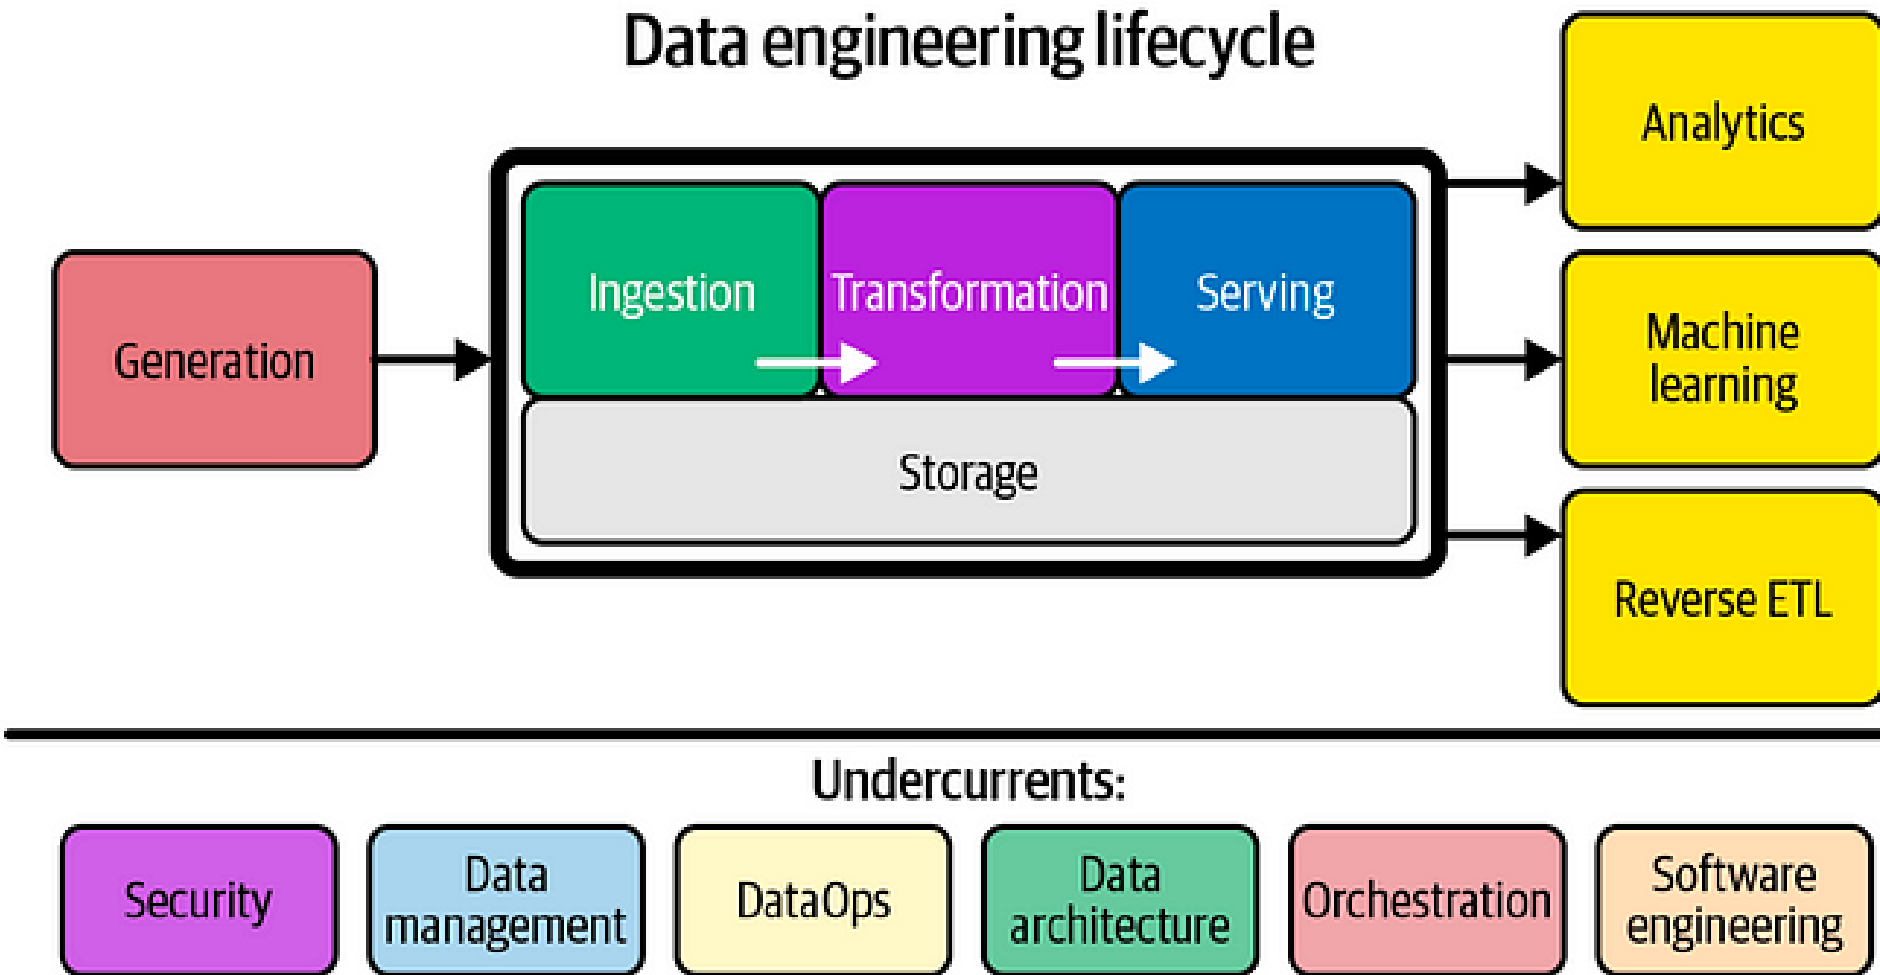 Data engineering lifecycle
Generation
Ingestion
Transformation
Serving
Storage
Analytics
Machine
learning
Reverse ETL
Undercurrents:
Security
Data
management
DataOps
Data
architecture
Orchestration
Software
engineering